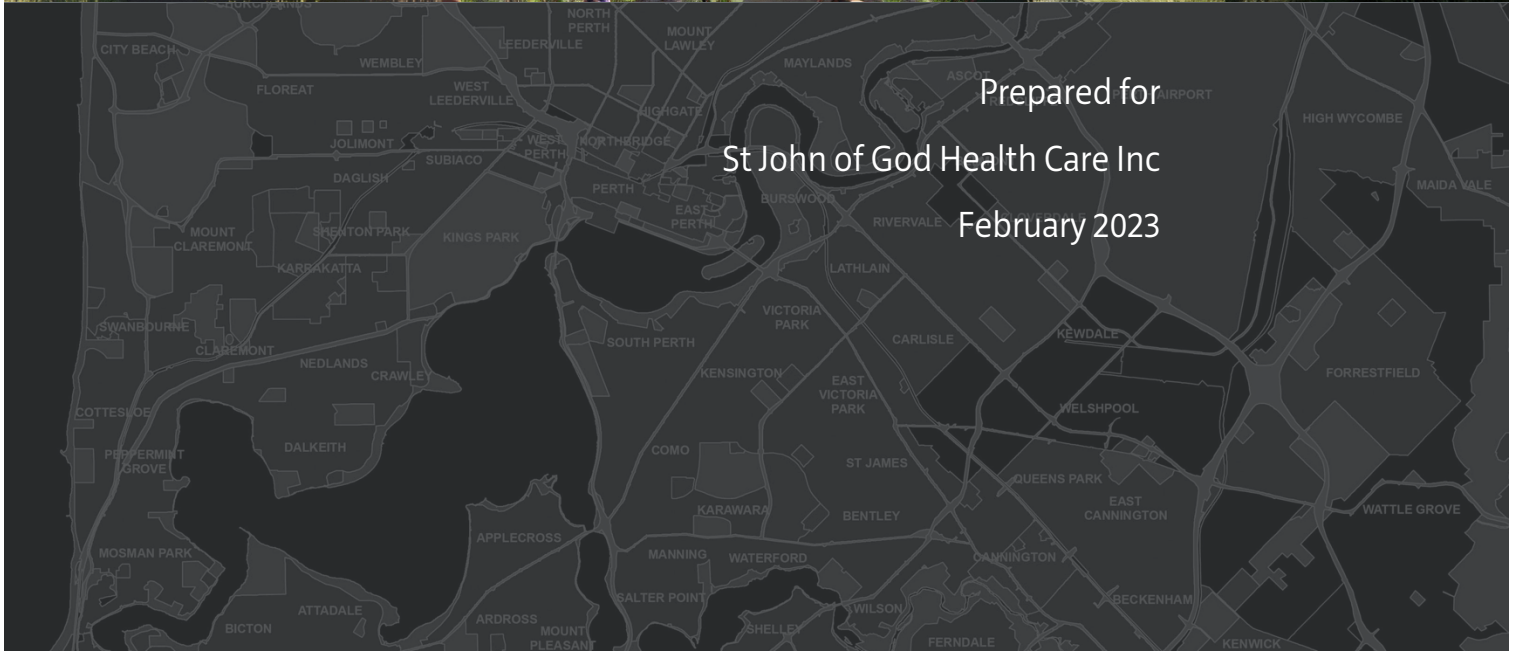 CHURCHLANDS
NORTH
PERTH
MOUNT
LAWLEY
CITY BEACH
LEEDERVILLE
WEMBLEY
MAYLANDS
ASCOT
FLOREAT
WEST
LEEDERVILLE
Prepared for
AIRPORT
HIGHGATE
HIGH WYCOMBE
JOLIMONT
WEST
PERTH
NORTHBRIDGE
SUBIACO
St John of God Health Care Inc
DAGLISH
PERTH
MAIDA VALE
BURSWOOD
EAST
PERTH
RIVERVALE
CLOVERDALE
February 2023
MOUNT
CLAREMONT
SHENTON PARK
KINGS PARK
KARRAKATTA
LATHLAIN
VICTORIA
PARK
SWANBOURNE
KEWDALE
CARLISLE
SOUTH PERTH
CLAREMONT
NEDLANDS
CRAWLEY
KENSINGTON
FORRESTFIELD
EAST
VICTORIA
PARK
COTTESLOE
WELSHPOOL
DALKEITH
COMO
PEPPERMINT
GROVE
ST JAMES
QUEENS PARK
EAST
CANNINGTON
KARAWARA
BENTLEY
WATTLE GROVE
APPLECROSS
MOSMAN PARK
MANNING
WATERFORD
CANNINGTON
SALTER POINT
BECKENHAM
ATTADALE
WILSON
ARDROSS
BICTON
MOUNT
PLEASANT
SHELLEY
FERNDALE
KENWICK